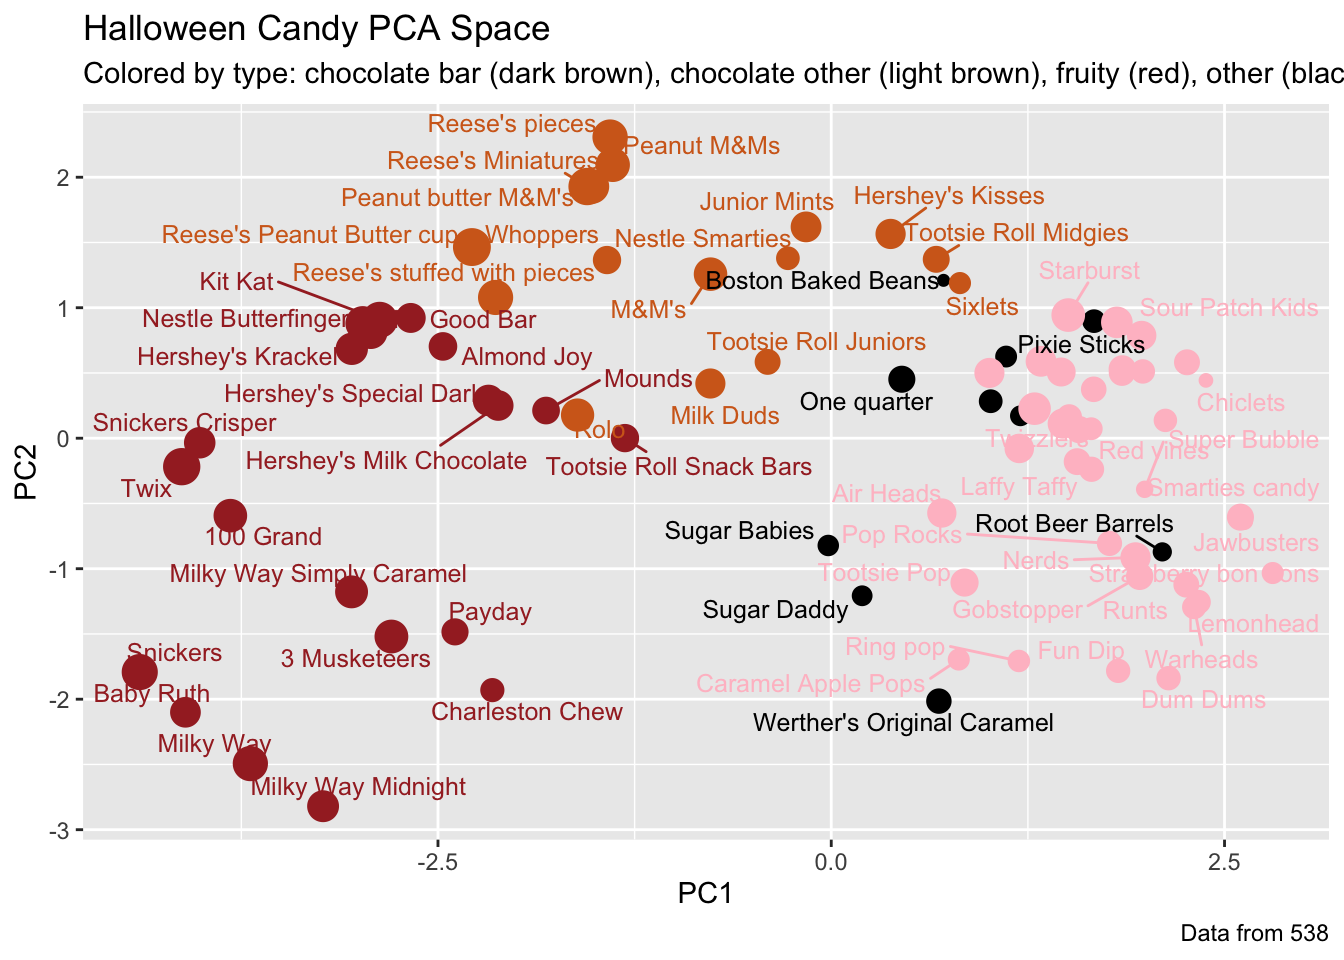 Halloween Candy PCA Space
Colored by type: chocolate bar (dark brown), chocolate other (light brown), fruity (red), other (blac
Reese's pieces
Peanut M&Ms
Reese's Miniatures
Peanut butter M&M's
Junior Mints
Hershey's Kisses
Reese's Peanut Butter cup
Whoppers
Nestle Smarties
Tootsie Roll Midgies
Kit Kat
Reese's stuffed with pieces
Boston Baked Beans
Starburst
M&M's
Sixlets
Sour Patch Kids
Nestle Butterfinger
Good Bar
Hershey's Krackel
Almond Joy
Tootsie Roll Juniors
Pixie Sticks
Hershey's Special Dark
Mounds
One quarter
Chiclets
Milk Duds
Snickers Crisper
Rolo
Twizzlers
Super Bubble
Red vines
Hershey's Milk Chocolate
Tootsie Roll Snack Bars
Twix
Laffy Taffy
Smarties candy
Air Heads
100 Grand
Sugar Babies
Pop Rocks
Root Beer Barrels
Jawbusters
Nerds
Milky Way Simply Caramel
Tootsie Pop
Strawberry bon bons
Payday
Sugar Daddy
Gobstopper
Runts
Lemonhead
Snickers
3 Musketeers
Ring pop
Fun Dip
Warheads
Baby Ruth
Caramel Apple Pops
Dum Dums
Charleston Chew
Werther's Original Caramel
Milky Way
Milky Way Midnight
2
1
0
-1
-2
-3
PC2
-2.5
0.0
2.5
PC1
Data from 538